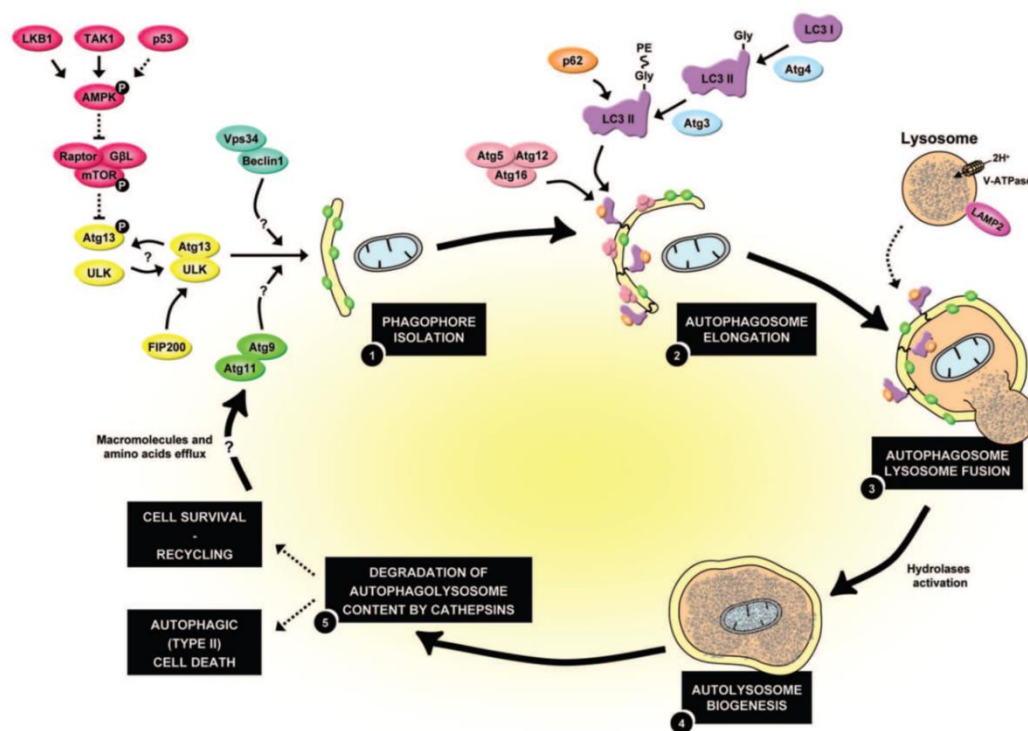 LKB1
TAK1
p53
AMPK
P
Raptor
GβL
mTOR
P
Atg13
P
ULK
?
Atg13
ULK
FIP200
Vps34
Beclin1
?
?
Atg9
Atg11
PHAGOPHORE
ISOLATION
1
Atg5
Atg12
Atg16
p62
PE
Gly
LC3 II
Atg3
Gly
LC3 II
LC3 I
Atg4
AUTOPHAGOSOME
ELONGATION
2
Lysosome
2H⁺
V-ATPase
LAMP2
AUTOPHAGOSOME
LYSOSOME FUSION
3
Hydrolases
activation
AUTOLYSOSOME
BIOGENESIS
4
DEGRADATION OF
AUTOPHAGOLYSOSOME
CONTENT BY CATHEPSINS
5
CELL SURVIVAL
-
RECYCLING
AUTOPHAGIC
(TYPE II)
CELL DEATH
Macromolecules and
amino acids efflux
?